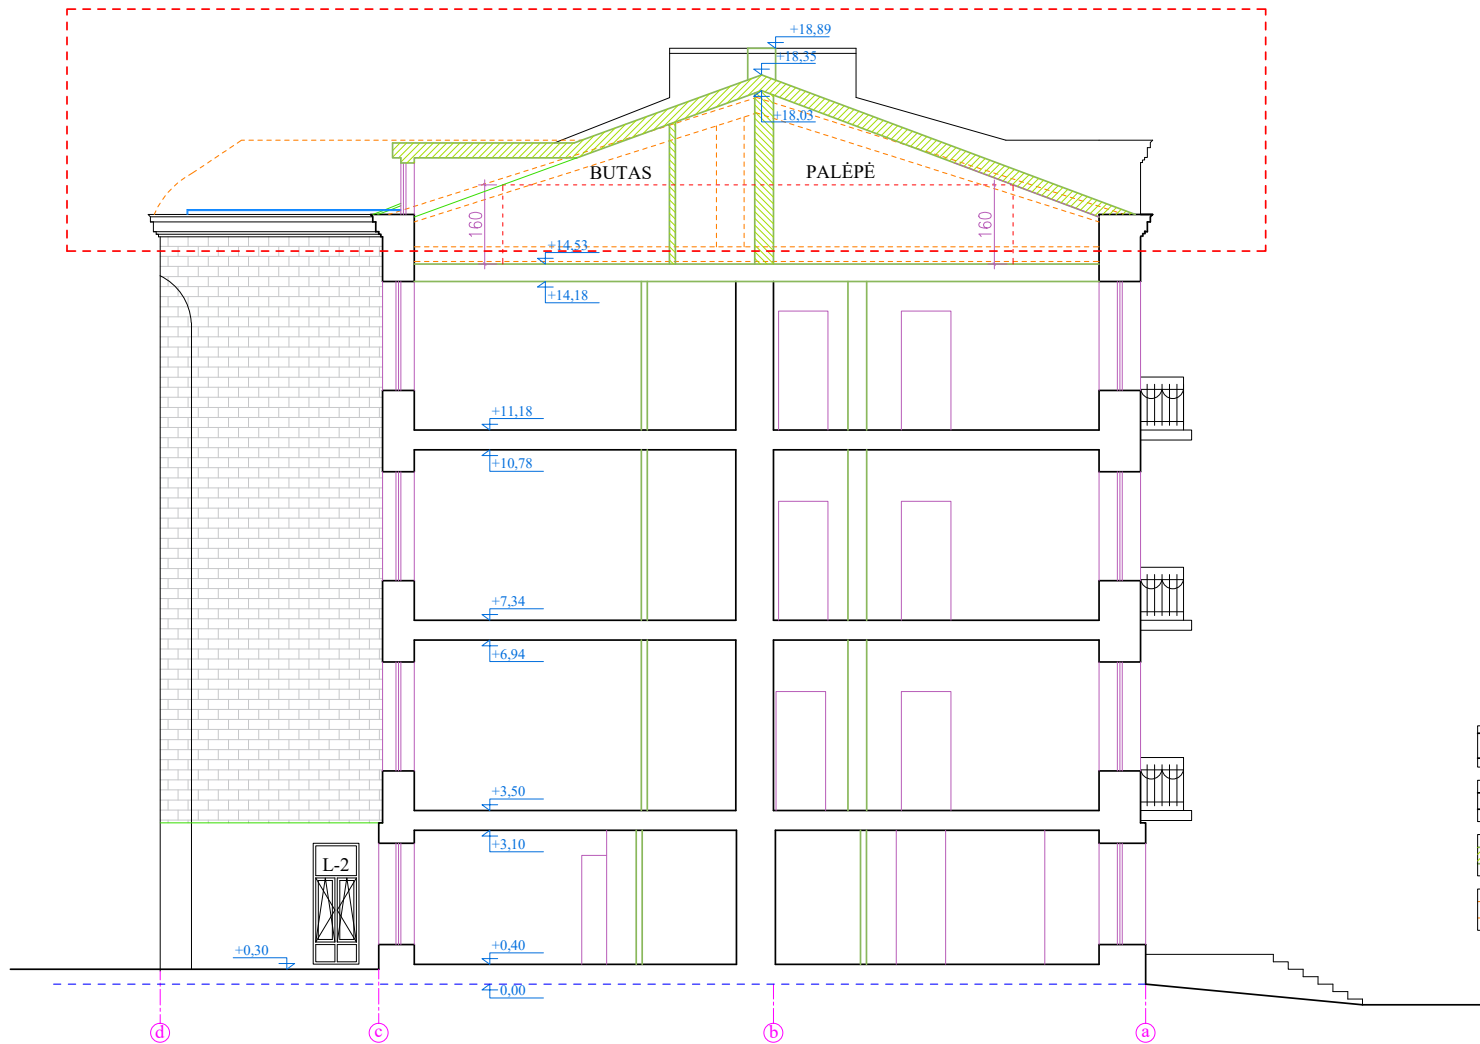 +18,89
+18,35
+18,03
BUTAS
PALĖPĖ
160
160
+14,53
+14,18
+11,18
+10,78
+7,34
+6,94
+3,50
+3,10
L-2
+0,30
+0,40
0,00
d
c
b
a